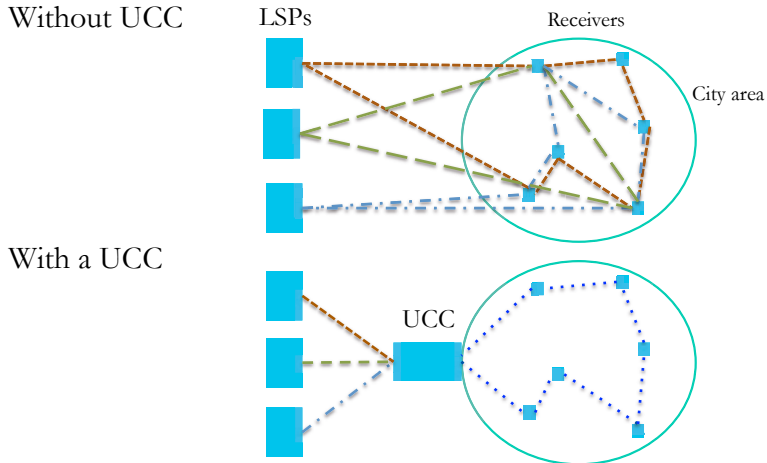 Without UCC
LSPs
Receivers
City area
With a UCC
UCC